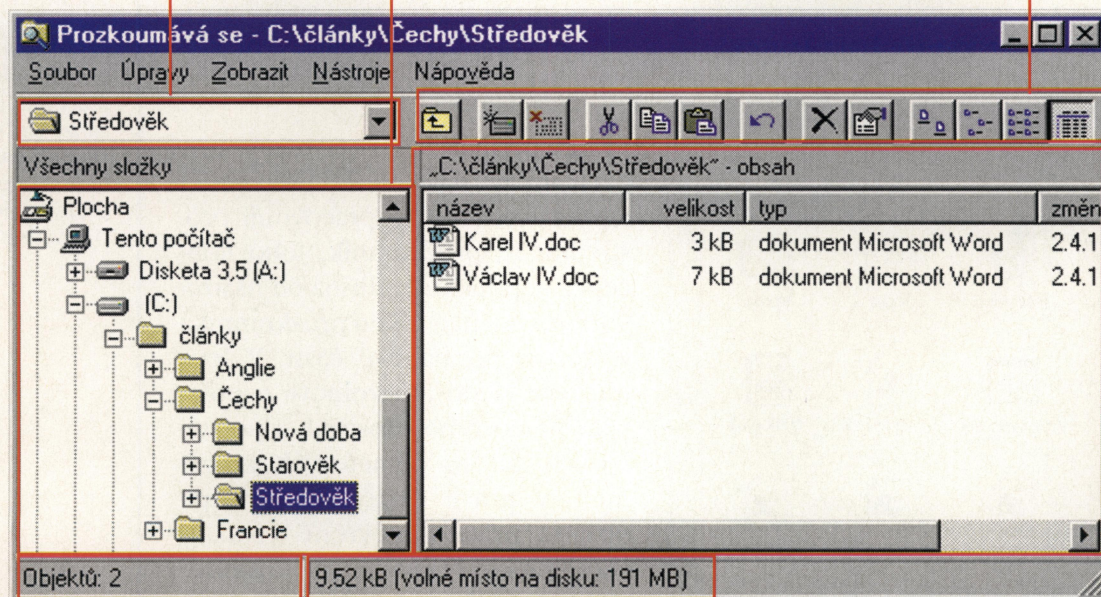 Prozkoumává se - C:\články\Čechy\Středověk
Soubor Úpravy Zobrazit Nástroje Nápověda
Středověk
Všechny složky
„C:\články\Čechy\Středověk“ - obsah
Plocha
Tento počítač
Disketa 3,5 (A:)
(C:)
články
Anglie
Čechy
Nová doba
Starověk
Středověk
Francie
název velikost typ změn
Karel IV.doc 3 kB dokument Microsoft Word 2.4.1
Václav IV.doc 7 kB dokument Microsoft Word 2.4.1
Objektů: 2
9,52 kB (volné místo na disku: 191 MB)